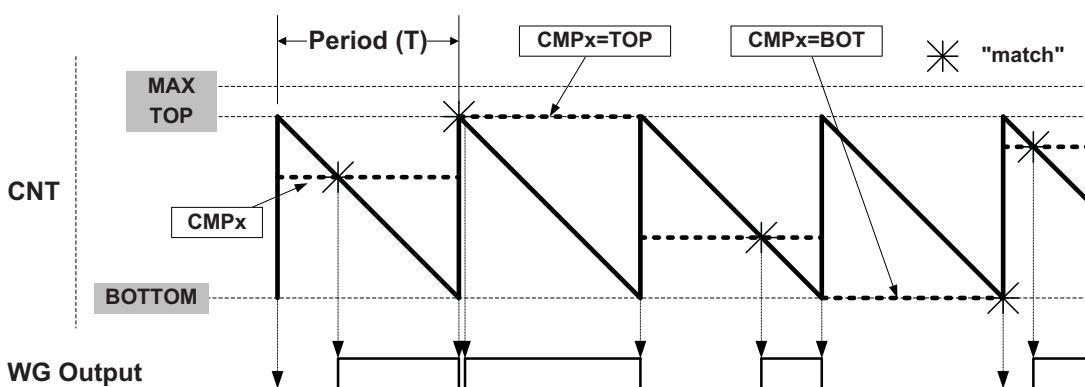 Period (T)
CMPx=TOP
CMPx=BOT
"match"
MAX
TOP
CNT
CMPx
BOTTOM
WG Output